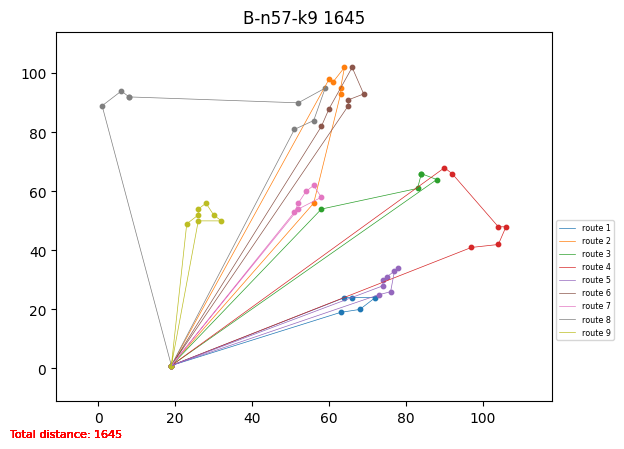 B-n57-k9 1645
100
80
60
40
20
0
0 20 40 60 80 100
route 1
route 2
route 3
route 4
route 5
route 6
route 7
route 8
route 9
Total distance: 1645